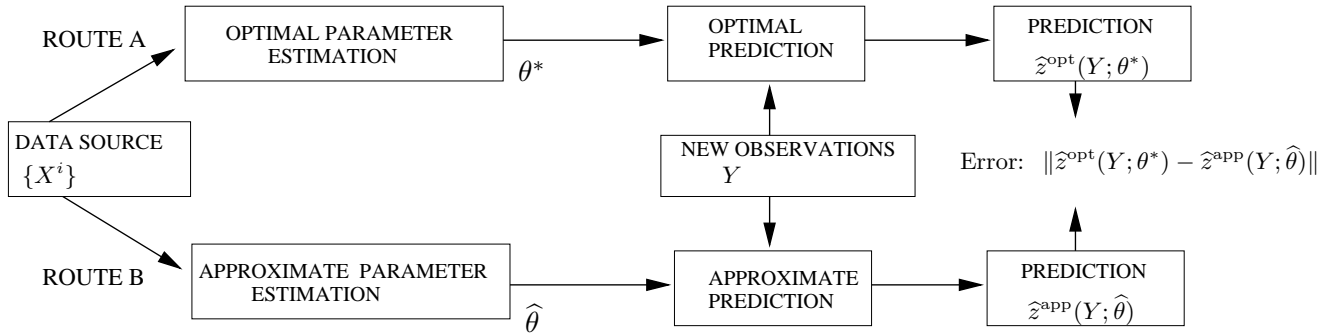 ROUTE A
OPTIMAL PARAMETER
ESTIMATION
θ*
OPTIMAL
PREDICTION
PREDICTION
ẑ^opt(Y; θ*)
DATA SOURCE
{X^i}
NEW OBSERVATIONS
Y
Error: ‖ẑ^opt(Y; θ*) − ẑ^app(Y; θ̂)‖
ROUTE B
APPROXIMATE PARAMETER
ESTIMATION
θ̂
APPROXIMATE
PREDICTION
PREDICTION
ẑ^app(Y; θ̂)